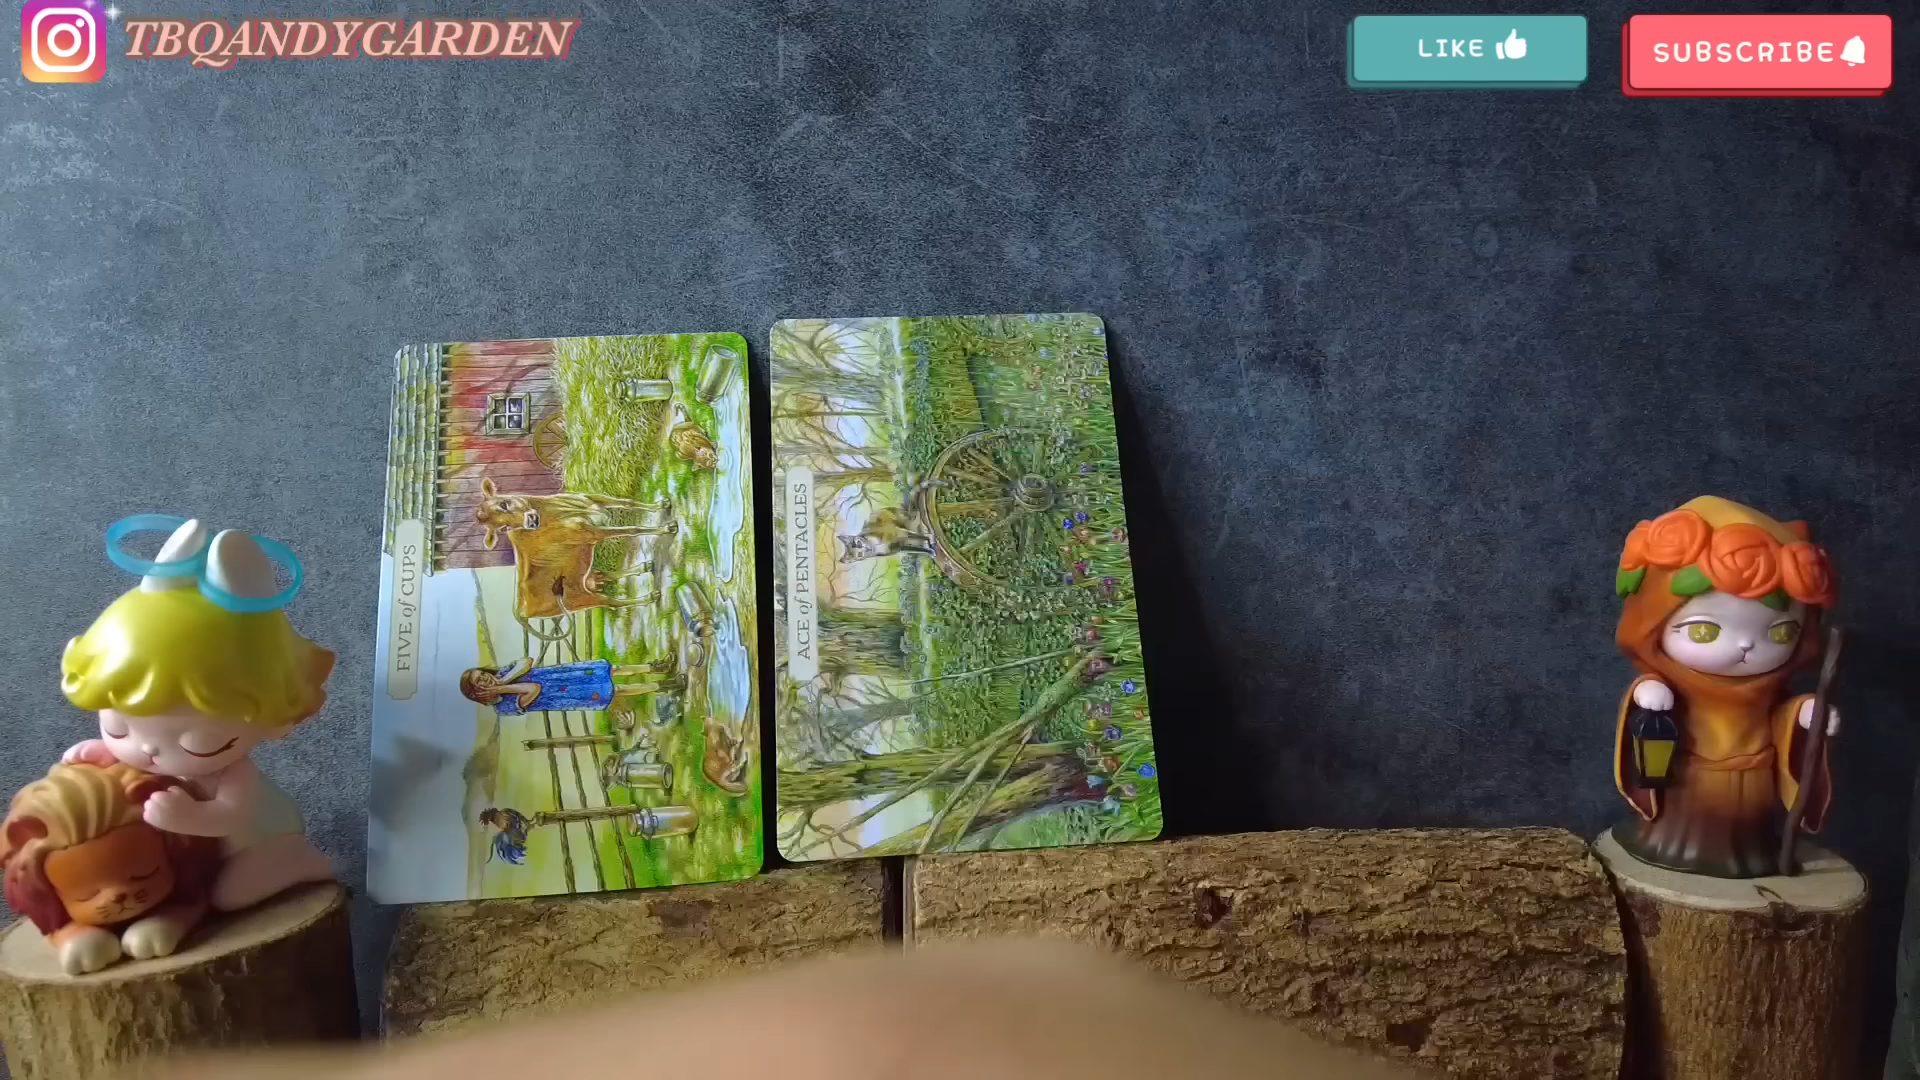 TBQANDYGARDEN
LIKE
SUBSCRIBE
FIVE of CUPS
ACE of PENTACLES